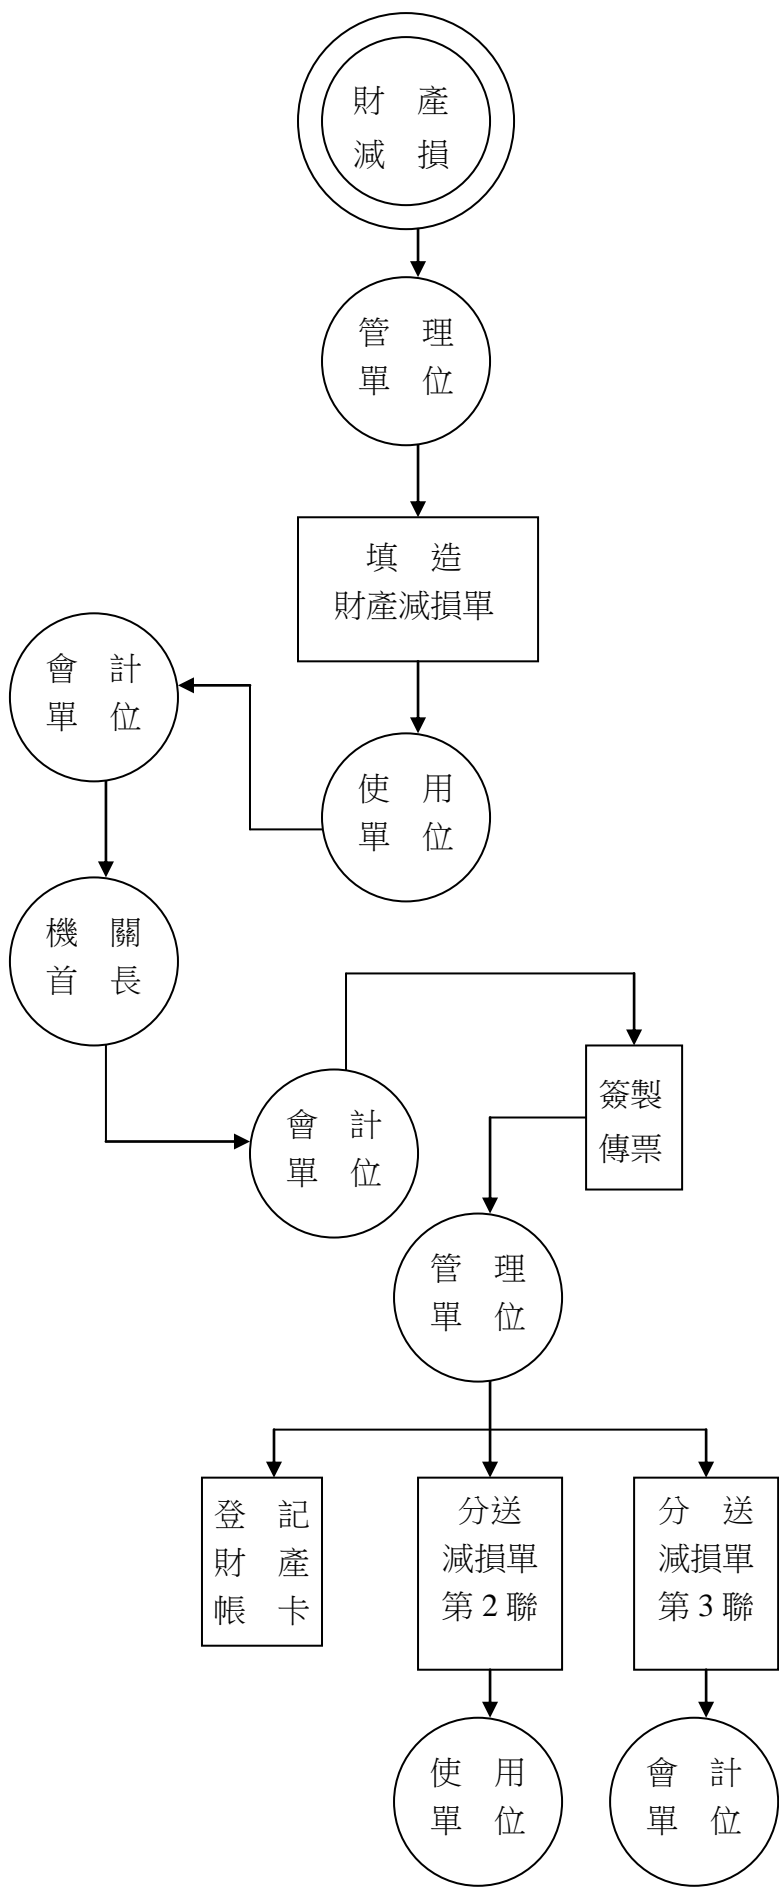 財　產
減　損
管　理
單　位
填　造
財產減損單
會　計
單　位
使　用
單　位
機　關
首　長
會　計
單　位
簽製
傳票
管　理
單　位
登　記
財　產
帳　卡
分送
減損單
第2聯
分　送
減損單
第3聯
使　用
單　位
會　計
單　位